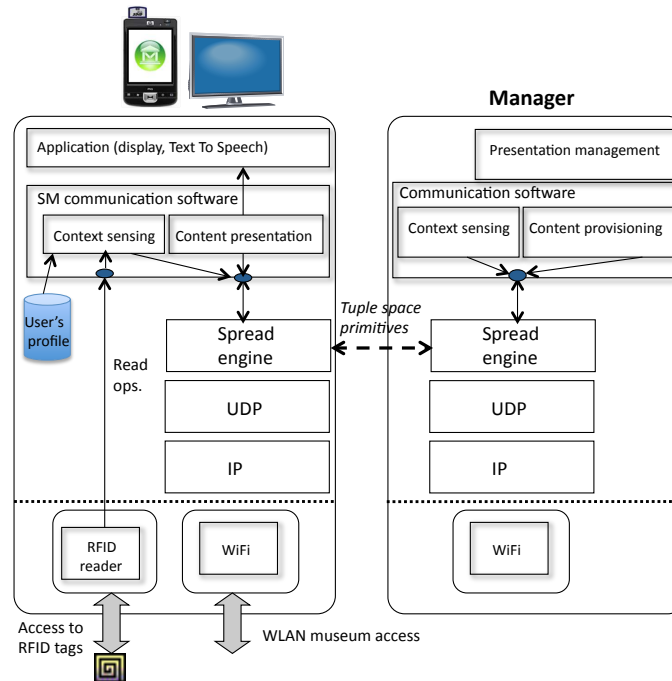 Manager
Application (display, Text To Speech)
SM communication software
Context sensing
Content presentation
User's
profile
Read
ops.
Spread
engine
UDP
IP
RFID
reader
WiFi
Access to
RFID tags
WLAN museum access
Tuple space
primitives
Presentation management
Communication software
Context sensing
Content provisioning
Spread
engine
UDP
IP
WiFi